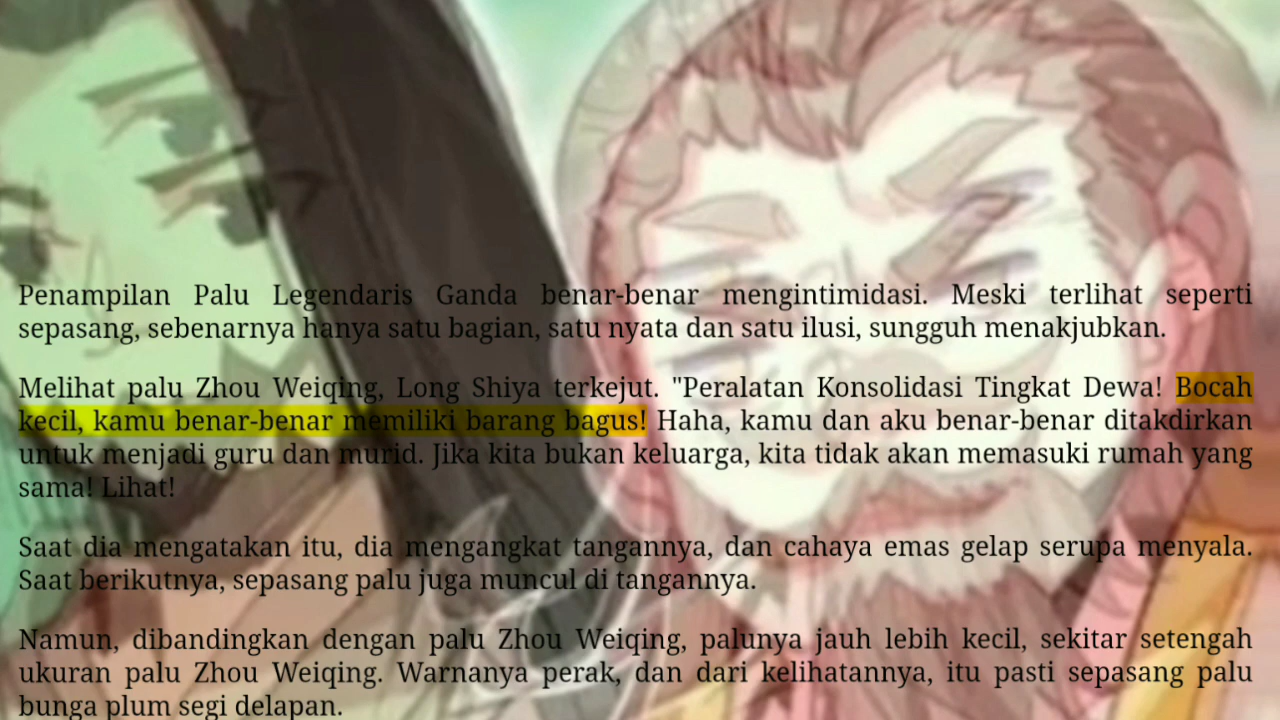 Penampilan Palu Legendaris Ganda benar-benar mengintimidasi. Meski terlihat seperti
sepasang, sebenarnya hanya satu bagian, satu nyata dan satu ilusi, sungguh menakjubkan.
Melihat palu Zhou Weiqing, Long Shiya terkejut. "Peralatan Konsolidasi Tingkat Dewa! Bocah
kecil, kamu benar-benar memiliki barang bagus! Haha, kamu dan aku benar-benar ditakdirkan
untuk menjadi guru dan murid. Jika kita bukan keluarga, kita tidak akan memasuki rumah yang
sama! Lihat!
Saat dia mengatakan itu, dia mengangkat tangannya, dan cahaya emas gelap serupa menyala.
Saat berikutnya, sepasang palu juga muncul di tangannya.
Namun, dibandingkan dengan palu Zhou Weiqing, palunya jauh lebih kecil, sekitar setengah
ukuran palu Zhou Weiqing. Warnanya perak, dan dari kelihatannya, itu pasti sepasang palu
bunga plum segi delapan.